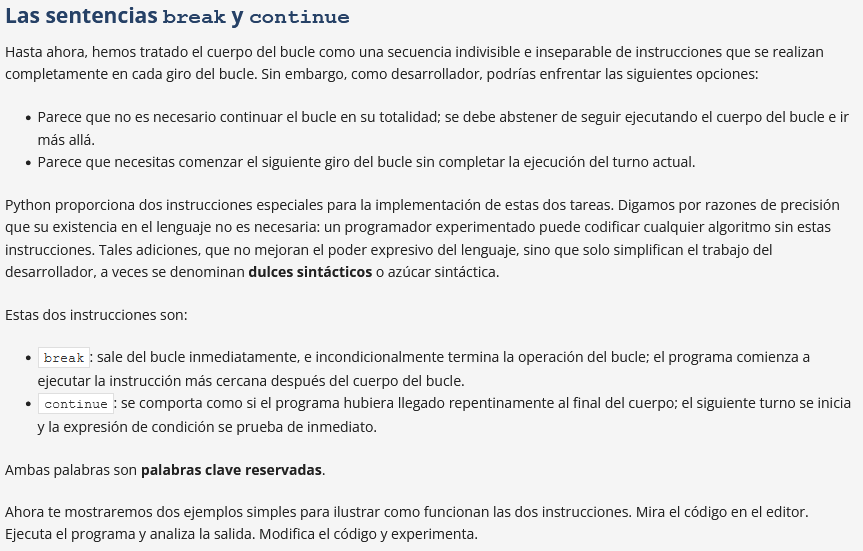 Las sentencias break y continue
Hasta ahora, hemos tratado el cuerpo del bucle como una secuencia indivisible e inseparable de instrucciones que se realizan
completamente en cada giro del bucle. Sin embargo, como desarrollador, podrías enfrentar las siguientes opciones:
• Parece que no es necesario continuar el bucle en su totalidad; se debe abstener de seguir ejecutando el cuerpo del bucle e ir
más allá.
• Parece que necesitas comenzar el siguiente giro del bucle sin completar la ejecución del turno actual.
Python proporciona dos instrucciones especiales para la implementación de estas dos tareas. Digamos por razones de precisión
que su existencia en el lenguaje no es necesaria: un programador experimentado puede codificar cualquier algoritmo sin estas
instrucciones. Tales adiciones, que no mejoran el poder expresivo del lenguaje, sino que solo simplifican el trabajo del
desarrollador, a veces se denominan dulces sintácticos o azúcar sintáctica.
Estas dos instrucciones son:
• break: sale del bucle inmediatamente, e incondicionalmente termina la operación del bucle; el programa comienza a
ejecutar la instrucción más cercana después del cuerpo del bucle.
• continue: se comporta como si el programa hubiera llegado repentinamente al final del cuerpo; el siguiente turno se inicia
y la expresión de condición se prueba de inmediato.
Ambas palabras son palabras clave reservadas.
Ahora te mostraremos dos ejemplos simples para ilustrar como funcionan las dos instrucciones. Mira el código en el editor.
Ejecuta el programa y analiza la salida. Modifica el código y experimenta.